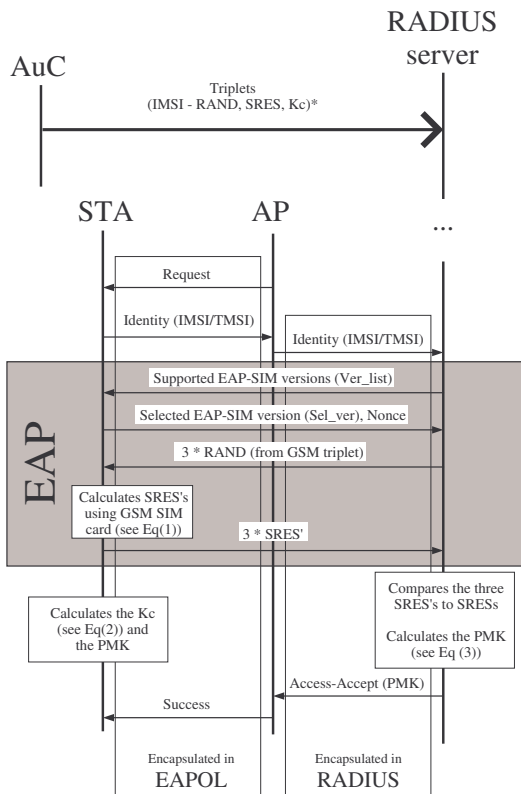 RADIUS
server
AuC
Triplets
(IMSI - RAND, SRES, Kc)*
STA
AP
...
Request
Identity (IMSI/TMSI)
Identity (IMSI/TMSI)
EAP
Supported EAP-SIM versions (Ver_list)
Selected EAP-SIM version (Sel_ver), Nonce
3 * RAND (from GSM triplet)
Calculates SRES's
using GSM SIM
card (see Eq(1))
3 * SRES'
Compares the three
SRES's to SRESs
Calculates the PMK
(see Eq (3))
Calculates the Kc
(see Eq(2)) and
the PMK
Access-Accept (PMK)
Success
Encapsulated in
EAPOL
Encapsulated in
RADIUS